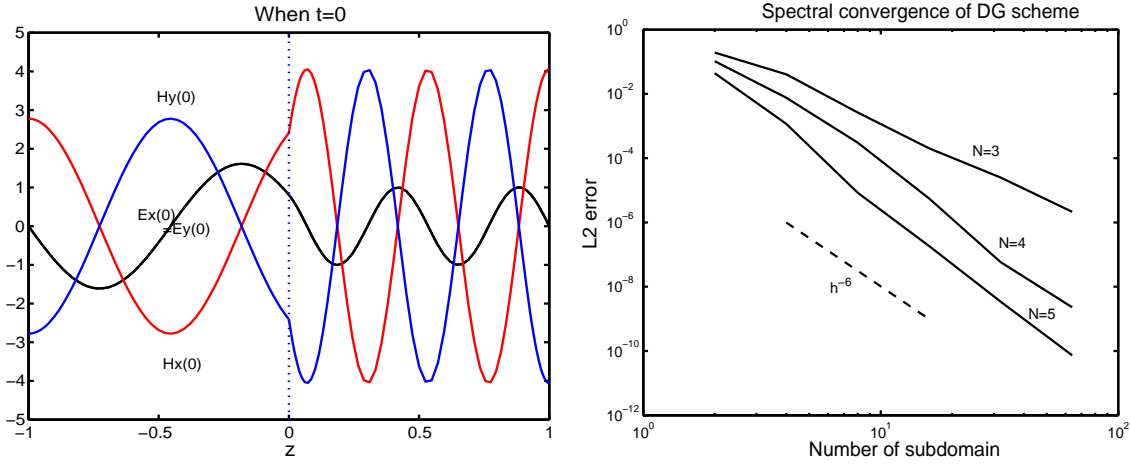 When t=0
5
4
3
2
1
0
−1
−2
−3
−4
−5
Hy(0)
Ex(0)
=Ey(0)
Hx(0)
−1
−0.5
0
0.5
1
z
Spectral convergence of DG scheme
L2 error
10^0
10^−2
10^−4
10^−6
10^−8
10^−10
10^−12
N=3
N=4
h^−6
N=5
10^0
10^1
10^2
Number of subdomain